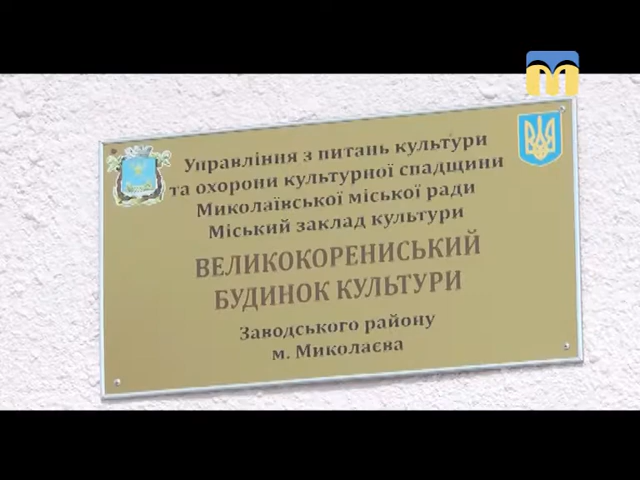 Управління з питань культури
та охорони культурної спадщини
Миколаївської міської ради
Міський заклад культури
ВЕЛИКОКОРЕНИСЬКИЙ
БУДИНОК КУЛЬТУРИ
Заводського району
м. Миколаєва